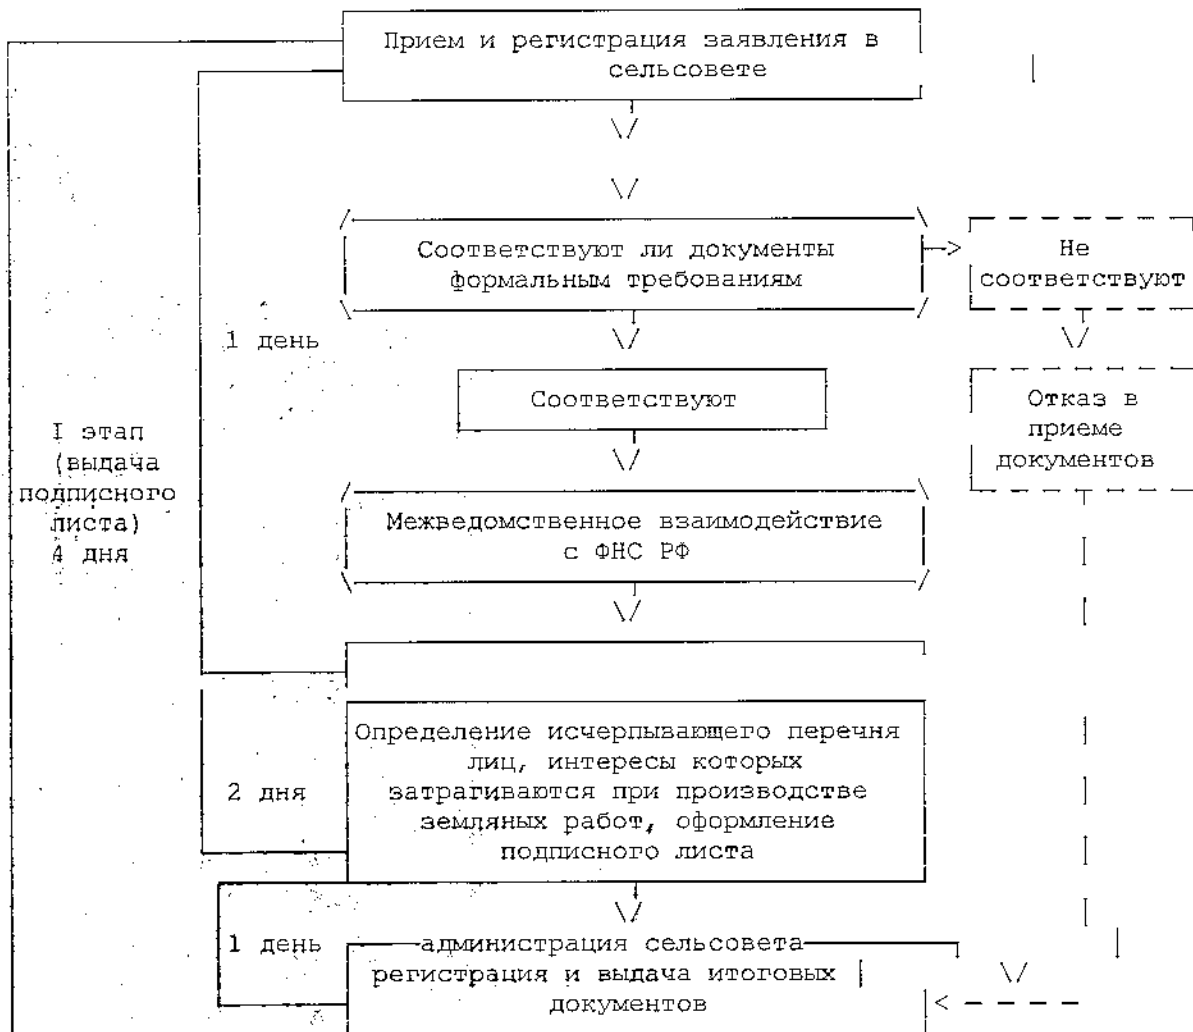 Прием и регистрация заявления в
сельсовете
Соответствуют ли документы
формальным требованиям
Не
соответствуют
1 день
Соответствуют
Отказ в
приеме
документов
I этап
(выдача
подписного
листа)
4 дня
Межведомственное взаимодействие
с ФНС РФ
Определение исчерпывающего перечня
лиц, интересы которых
затрагиваются при производстве
земляных работ, оформление
подписного листа
2 дня
1 день
администрация сельсовета
регистрация и выдача итоговых
документов